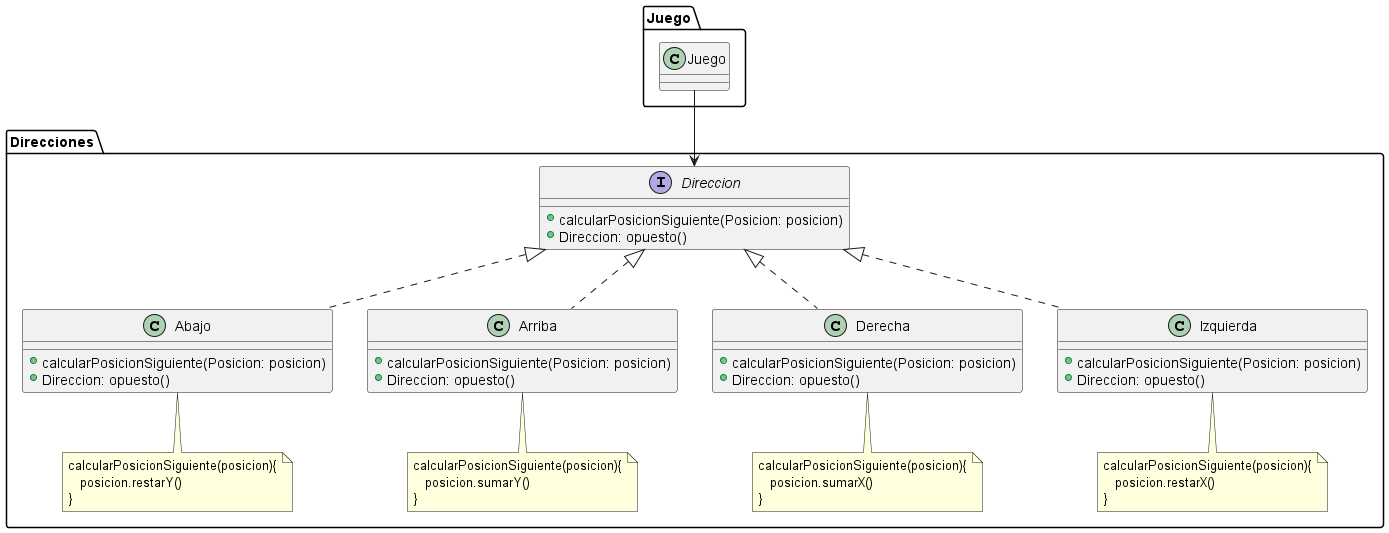 Juego
C Juego
Direcciones
I Direccion
calcularPosicionSiguiente(Posicion: posicion)
Direccion: opuesto()
C Abajo
calcularPosicionSiguiente(Posicion: posicion)
Direccion: opuesto()
C Arriba
calcularPosicionSiguiente(Posicion: posicion)
Direccion: opuesto()
C Derecha
calcularPosicionSiguiente(Posicion: posicion)
Direccion: opuesto()
C Izquierda
calcularPosicionSiguiente(Posicion: posicion)
Direccion: opuesto()
calcularPosicionSiguiente(posicion){
posicion.restarY()
}
calcularPosicionSiguiente(posicion){
posicion.sumarY()
}
calcularPosicionSiguiente(posicion){
posicion.sumarX()
}
calcularPosicionSiguiente(posicion){
posicion.restarX()
}